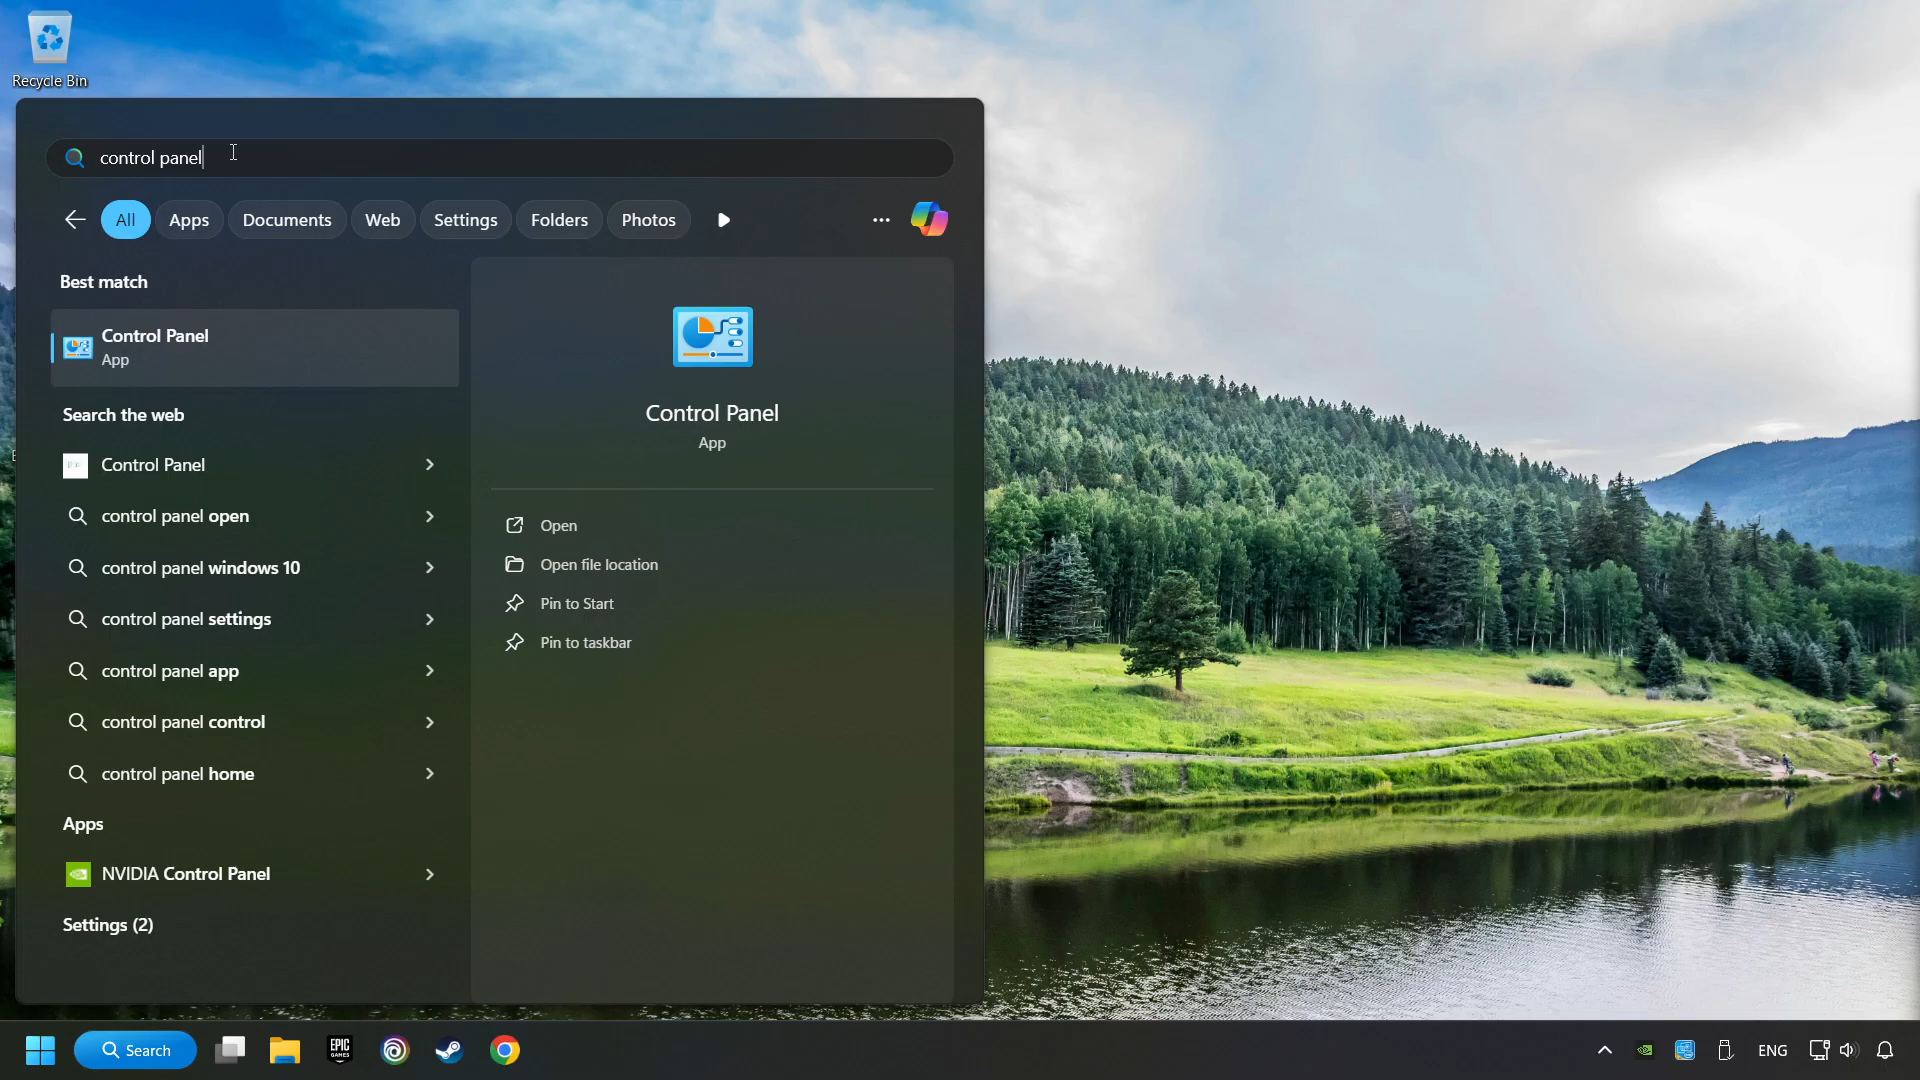 Recycle Bin
control panel
All
Apps
Documents
Web
Settings
Folders
Photos
Best match
Control Panel
App
Search the web
Control Panel
control panel open
control panel windows 10
control panel settings
control panel app
control panel control
control panel home
Apps
NVIDIA Control Panel
Settings (2)
Control Panel
App
Open
Open file location
Pin to Start
Pin to taskbar
Search
EPIC
GAMES
ENG